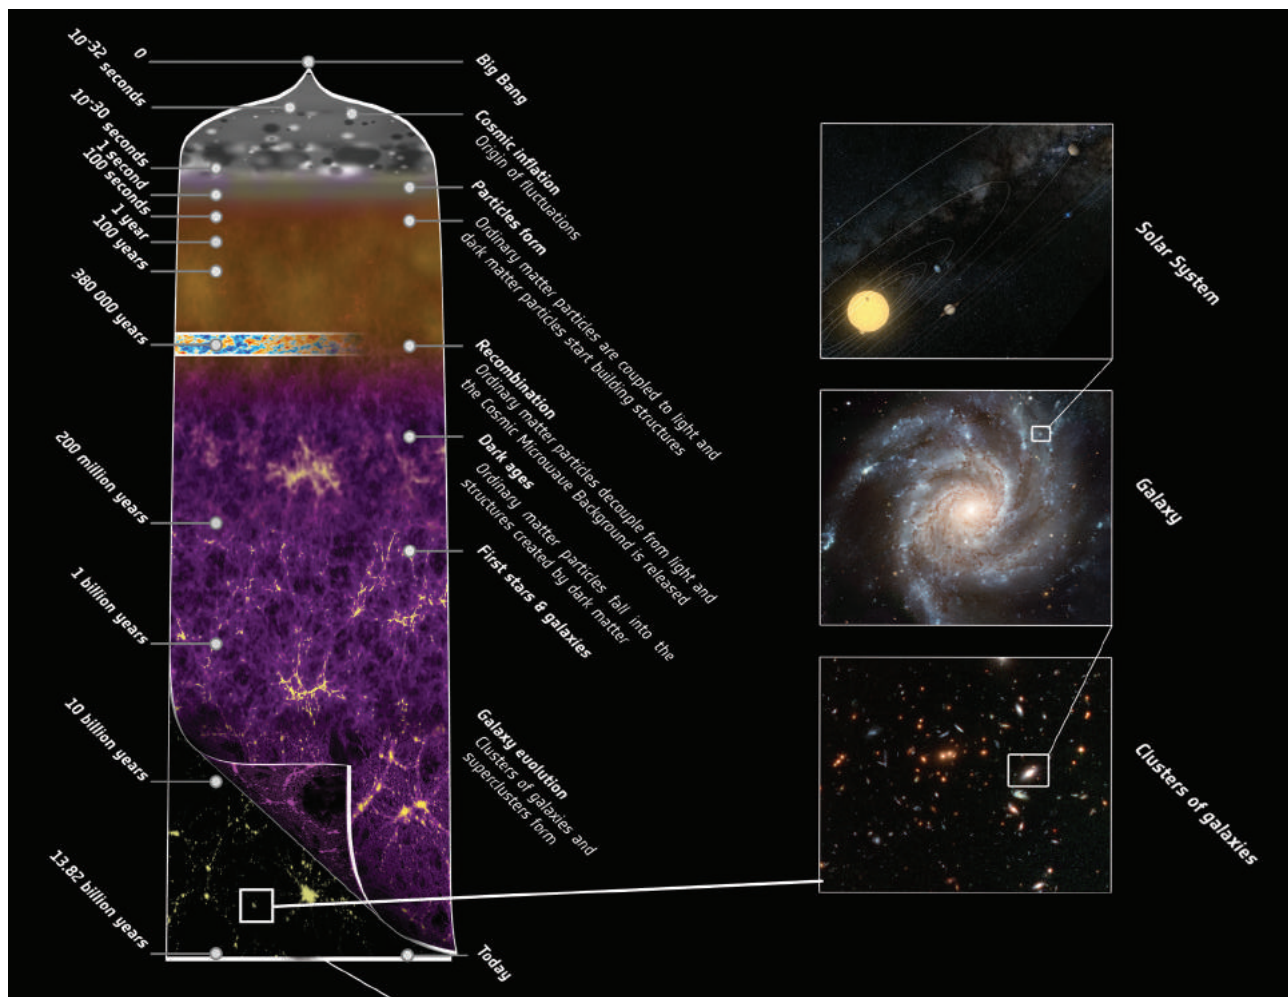 0
10-32 seconds
10-30 seconds
1 second
100 seconds
1 year
100 years
380 000 years
200 million years
1 billion years
10 billion years
13.82 billion years
Big Bang
Cosmic inflation
Origin of fluctuations
Particles form
Ordinary matter particles are coupled to light and
dark matter particles start building structures
Recombination
Ordinary matter particles decouple from light and
the Cosmic Microwave Background is released
Dark ages
Ordinary matter particles fall into the
structures created by dark matter
First stars & galaxies
Galaxy evolution
Clusters of galaxies and
superclusters form
Today
Solar System
Galaxy
Clusters of galaxies